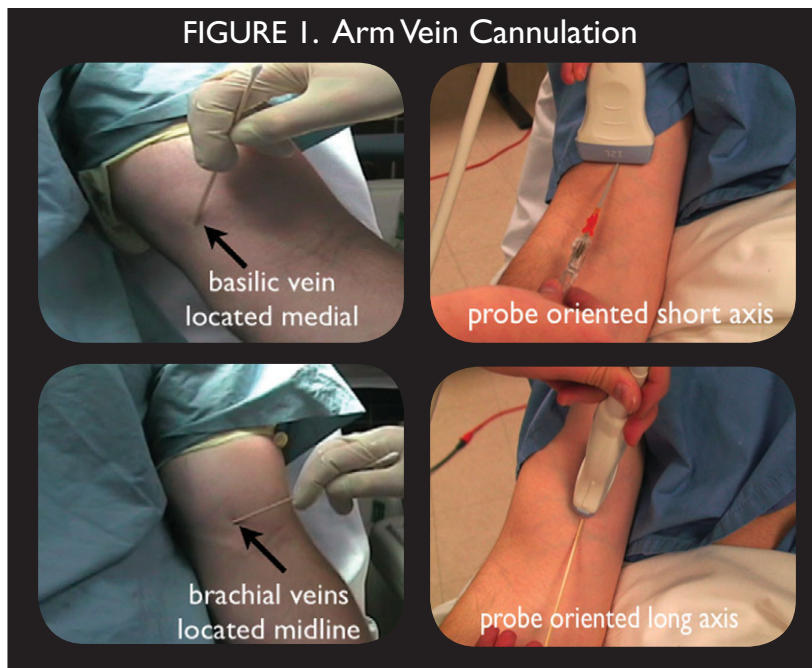 FIGURE 1. Arm Vein Cannulation
basilic vein
located medial
probe oriented short axis
brachial veins
located midline
probe oriented long axis